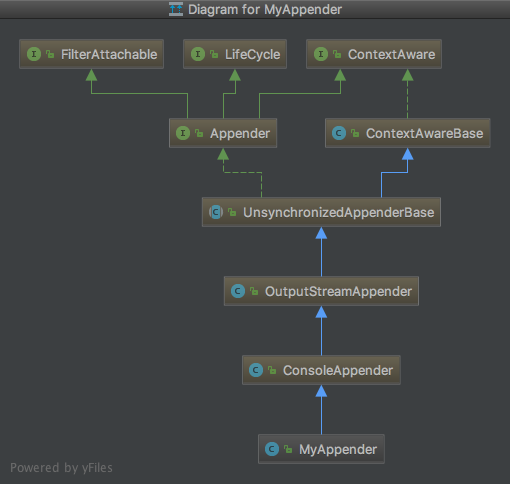 Diagram for MyAppender
I FilterAttachable
I LifeCycle
I ContextAware
I Appender
C ContextAwareBase
C UnsynchronizedAppenderBase
C OutputStreamAppender
C ConsoleAppender
C MyAppender
Powered by yFiles